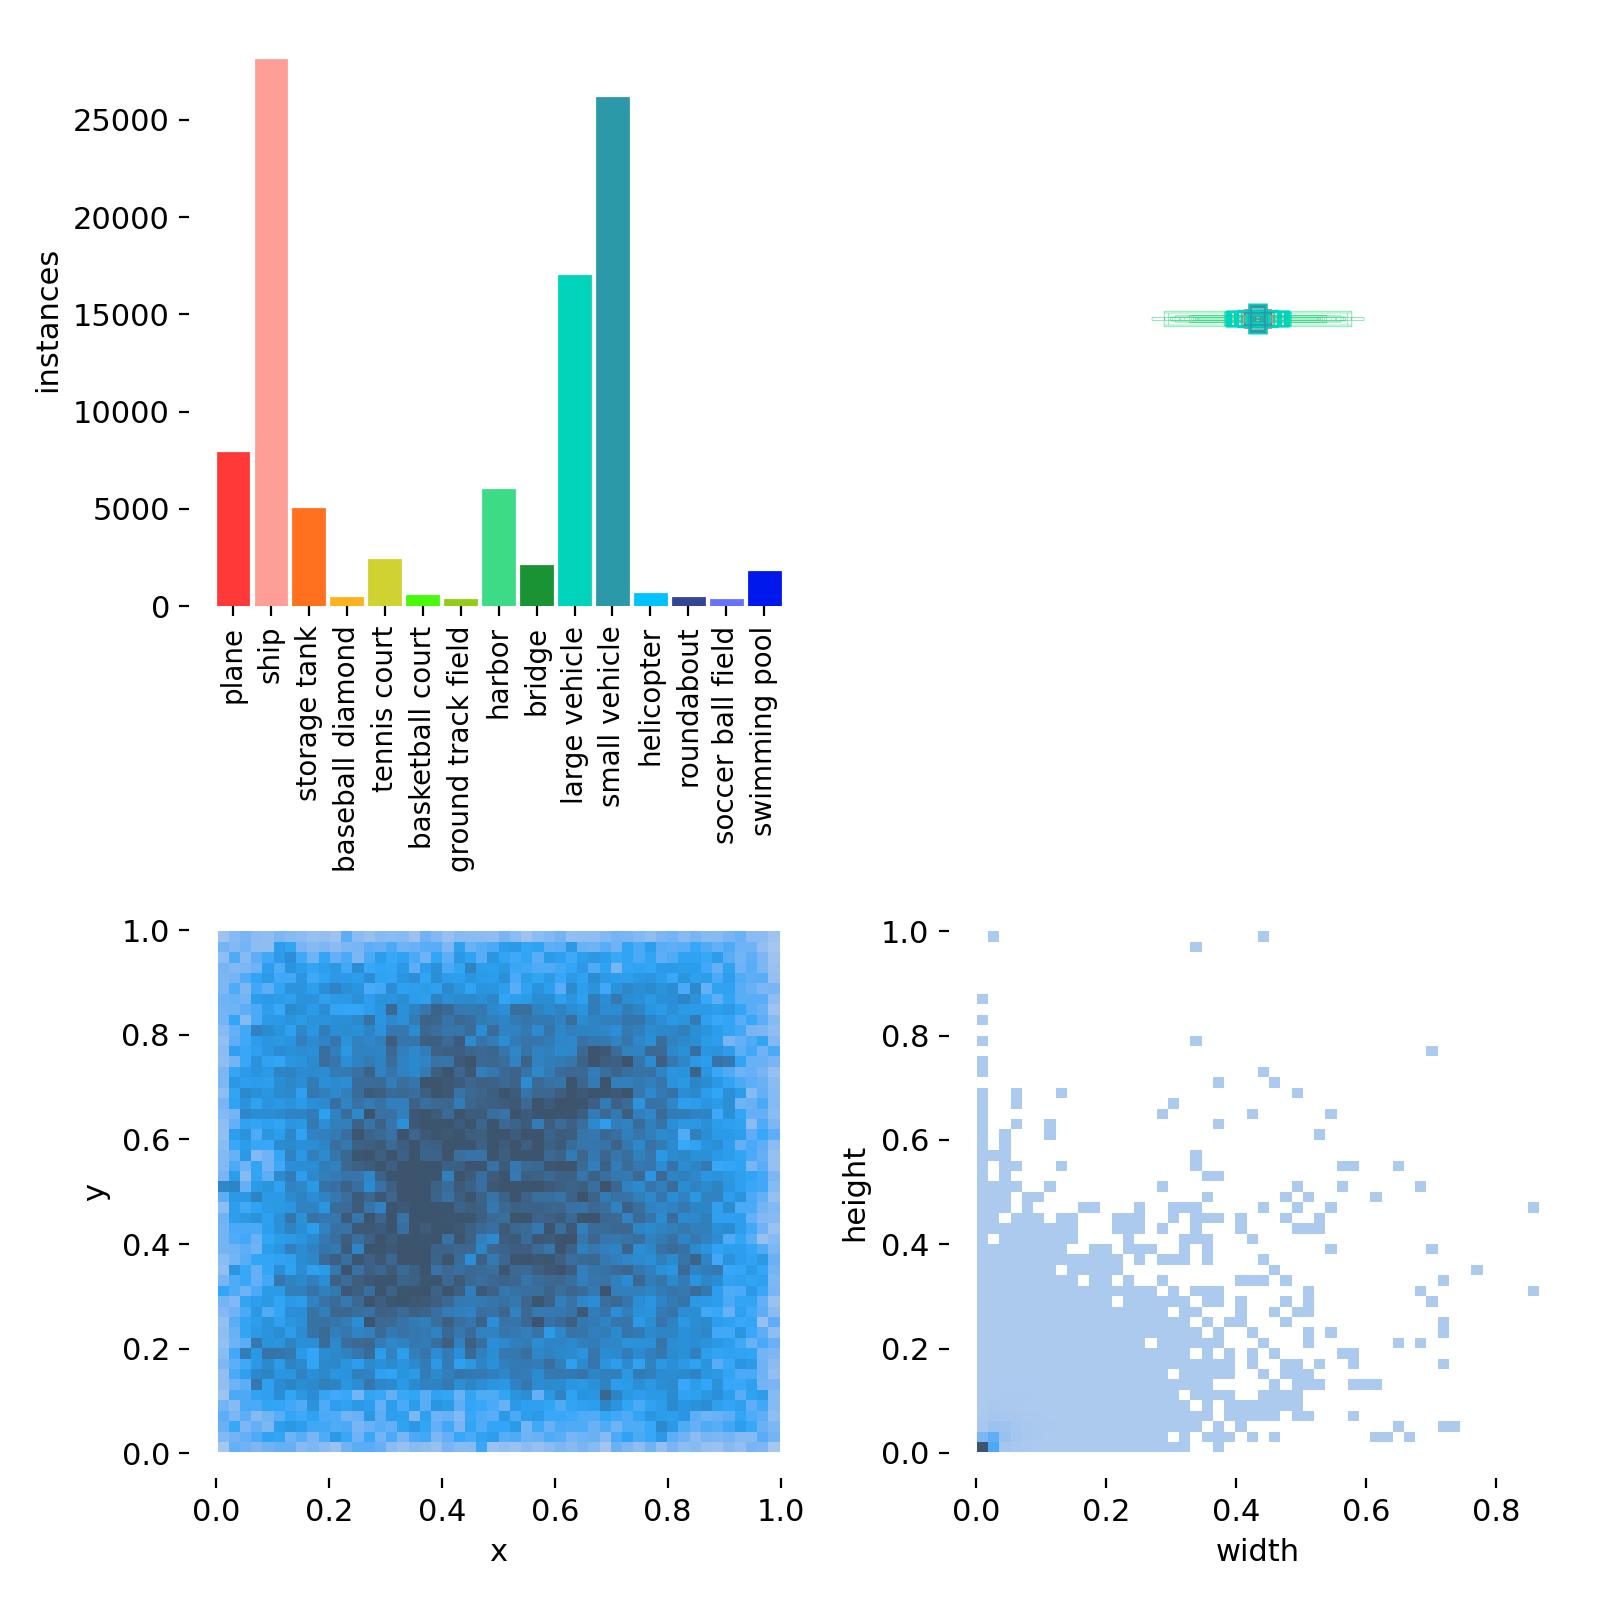 25000
20000
15000
10000
5000
0
instances
plane
ship
storage tank
baseball diamond
tennis court
basketball court
ground track field
harbor
bridge
large vehicle
small vehicle
helicopter
roundabout
soccer ball field
swimming pool
1.0
0.8
0.6
0.4
0.2
0.0
y
0.0 0.2 0.4 0.6 0.8 1.0
x
1.0
0.8
0.6
0.4
0.2
0.0
height
0.0 0.2 0.4 0.6 0.8
width